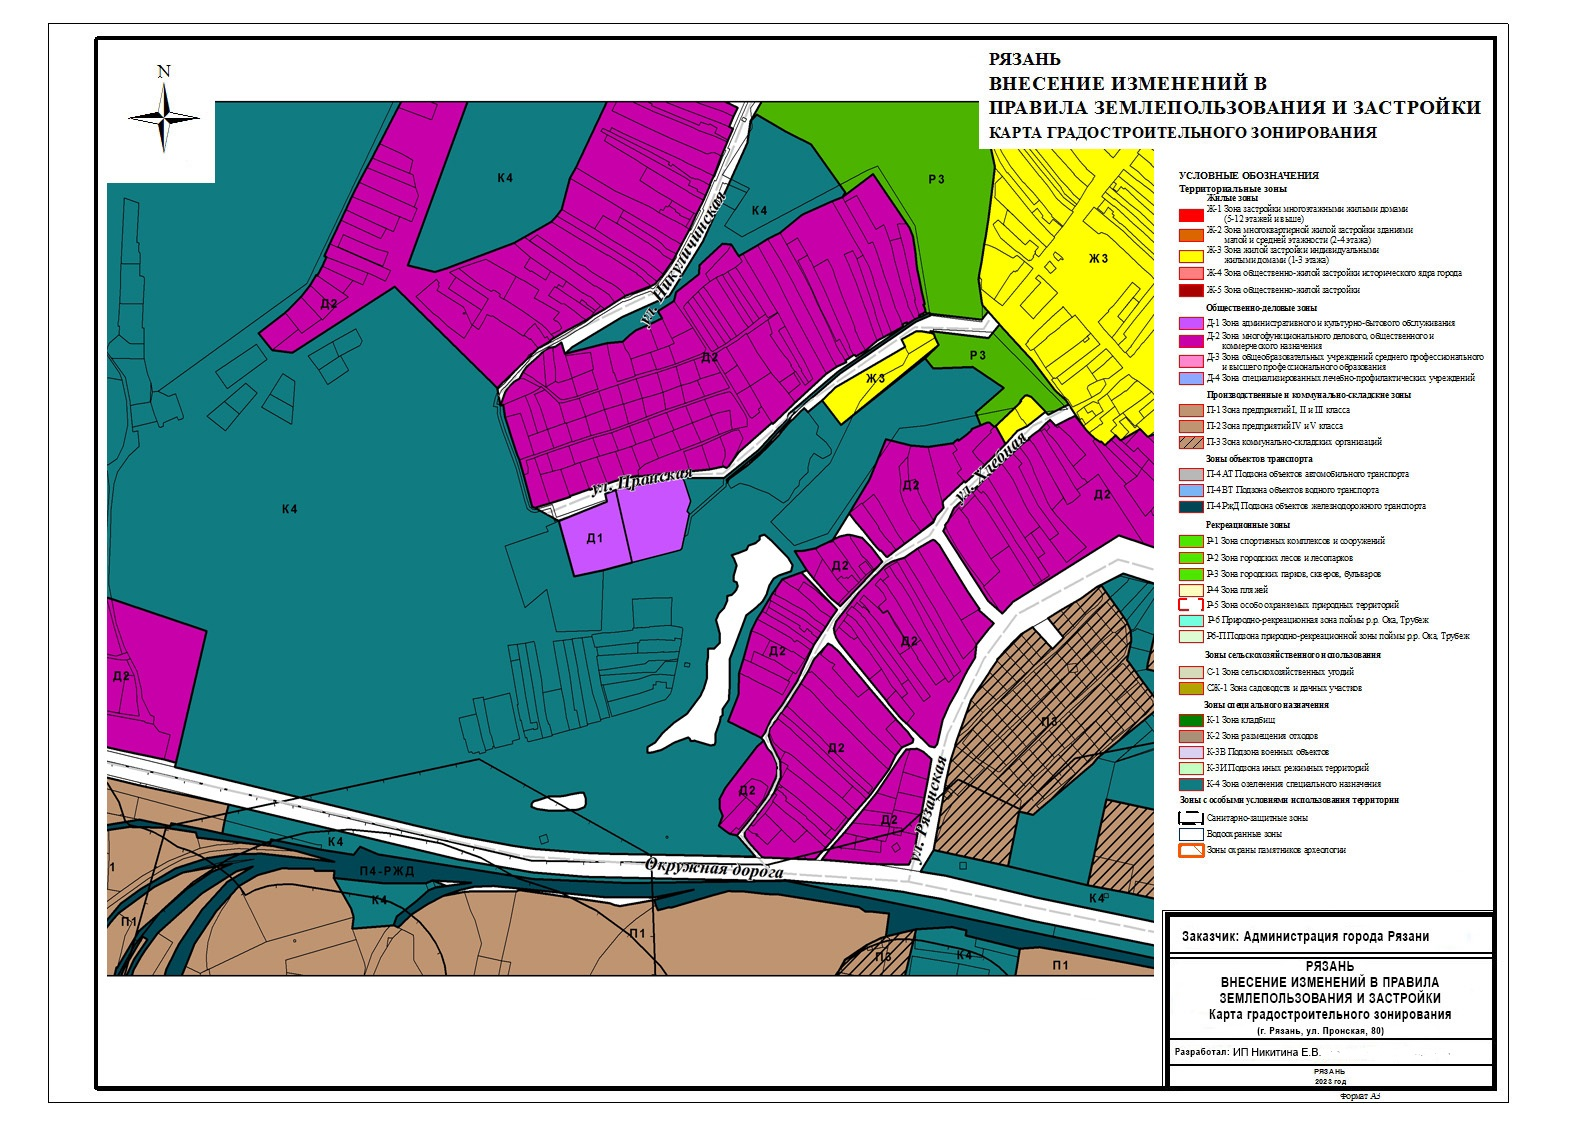 N
РЯЗАНЬ
ВНЕСЕНИЕ ИЗМЕНЕНИЙ В
ПРАВИЛА ЗЕМЛЕПОЛЬЗОВАНИЯ И ЗАСТРОЙКИ
КАРТА ГРАДОСТРОИТЕЛЬНОГО ЗОНИРОВАНИЯ
К4
Р3
К4
Ж3
ул. Никуличинская
Д2
Д2
Р3
Ж3
ул. Хлебная
ул. Пронская
Д2
Д2
К4
Д1
Д2
Д2
Д2
Д2
П3
Д2
Д2
Д2
ул. Рязанская
К4
Окружная дорога
1
П4-РЖД
К4
К4
П1
П1
П3
К4
П1
УСЛОВНЫЕ ОБОЗНАЧЕНИЯ
Территориальные зоны
Жилые зоны
Ж-1 Зона застройки многоэтажными жилыми домами
(5-12 этажей и выше)
Ж-2 Зона многоквартирной жилой застройки зданиями
малой и средней этажности (2-4 этажа)
Ж-3 Зона жилой застройки индивидуальными
жилыми домами (1-3 этажа)
Ж-4 Зона общественно-жилой застройки исторического ядра города
Ж-5 Зона общественно-жилой застройки
Общественно-деловые зоны
Д-1 Зона административного и культурно-бытового обслуживания
Д-2 Зона многофункционального делового, общественного и
коммерческого назначения
Д-3 Зона общеобразовательных учреждений среднего профессионального
и высшего профессионального образования
Д-4 Зона специализированных лечебно-профилактических учреждений
Производственные и коммунально-складские зоны
П-1 Зона предприятий I, II и III класса
П-2 Зона предприятий IV и V класса
П-3 Зона коммунально-складских организаций
Зоны объектов транспорта
П-4 АТ Подзона объектов автомобильного транспорта
П-4 ВТ Подзона объектов водного транспорта
П-4 РжД Подзона объектов железнодорожного транспорта
Рекреационные зоны
Р-1 Зона спортивных комплексов и сооружений
Р-2 Зона городских лесов и лесопарков
Р-3 Зона городских парков, скверов, бульваров
Р-4 Зона пляжей
Р-5 Зона особо охраняемых природных территорий
Р-6 Природно-рекреационная зона поймы р.р. Ока, Трубеж
Р6-П Подзона природно-рекреационной зоны поймы р.р. Ока, Трубеж
Зоны сельскохозяйственного использования
С-1 Зона сельскохозяйственных угодий
СЖ-1 Зона садоводств и дачных участков
Зоны специального назначения
К-1 Зона кладбищ
К-2 Зона размещения отходов
К-3В Подзона военных объектов
К-3И Подзона иных режимных территорий
К-4 Зона озеленения специального назначения
Зоны с особыми условиями использования территории
Санитарно-защитные зоны
Водоохранные зоны
Зоны охраны памятников археологии
Заказчик: Администрация города Рязани
РЯЗАНЬ
ВНЕСЕНИЕ ИЗМЕНЕНИЙ В ПРАВИЛА
ЗЕМЛЕПОЛЬЗОВАНИЯ И ЗАСТРОЙКИ
Карта градостроительного зонирования
(г. Рязань, ул. Пронская, 80)
Разработал: ИП Никитина Е.В.
РЯЗАНЬ
2023 год
Формат А3